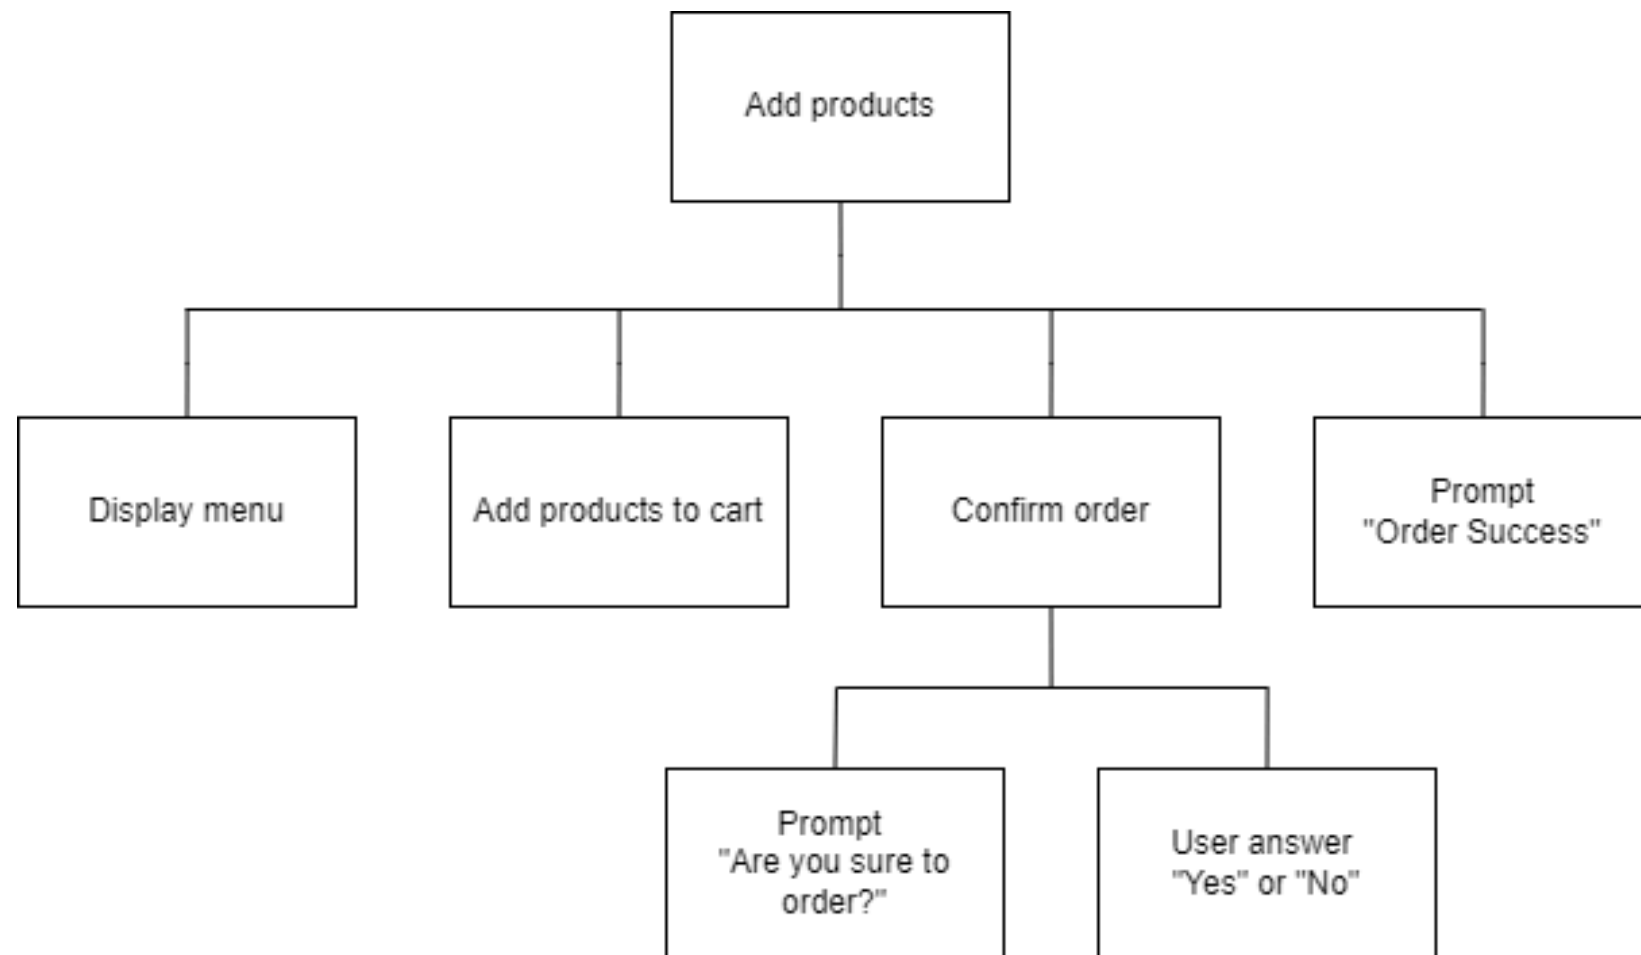 Add products
Display menu
Add products to cart
Confirm order
Prompt
"Order Success"
Prompt
"Are you sure to
order?"
User answer
"Yes" or "No"